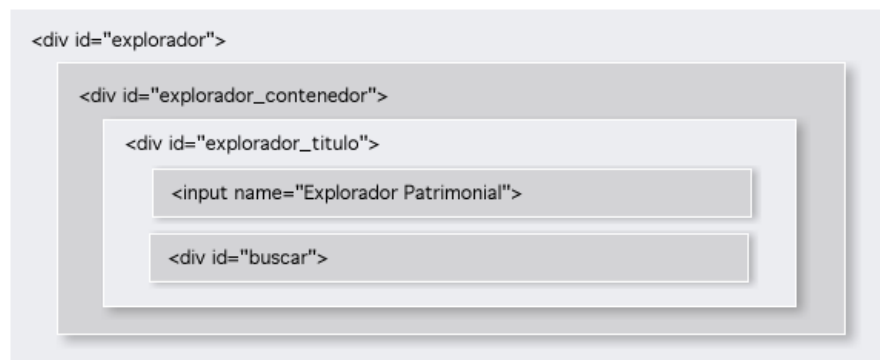 <div id="explorador">
<div id="explorador_contenedor">
<div id="explorador_titulo">
<input name="Explorador Patrimonial">
<div id="buscar">